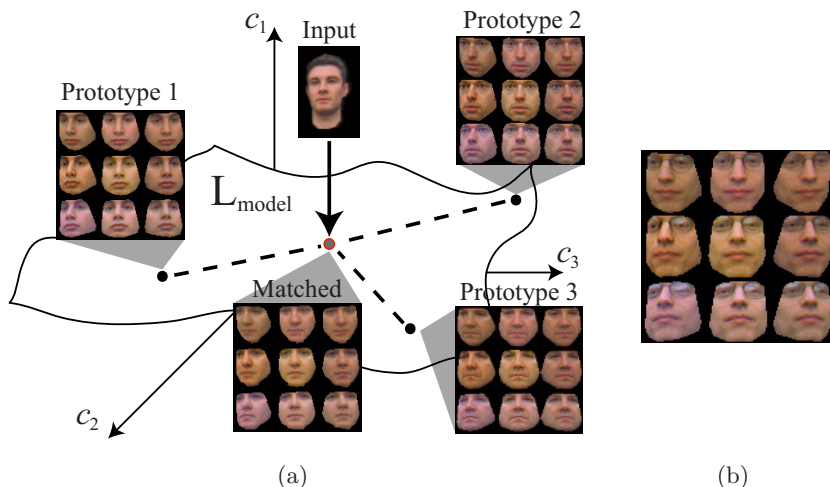 c1
Input
Prototype 2
Prototype 1
Lmodel
c3
Matched
Prototype 3
c2
(a)
(b)